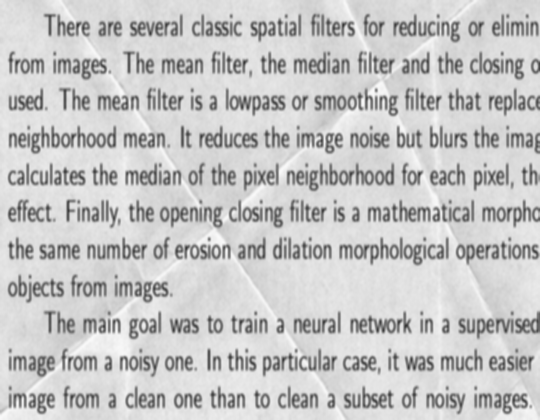 There are several classic spatial filters for reducing or elimin
from images. The mean filter, the median filter and the closing o
used. The mean filter is a lowpass or smoothing filter that replace
neighborhood mean. It reduces the image noise but blurs the imag
calculates the median of the pixel neighborhood for each pixel, th
effect. Finally, the opening closing filter is a mathematical morpho
the same number of erosion and dilation morphological operations
objects from images.
The main goal was to train a neural network in a supervised
image from a noisy one. In this particular case, it was much easier
image from a clean one than to clean a subset of noisy images.